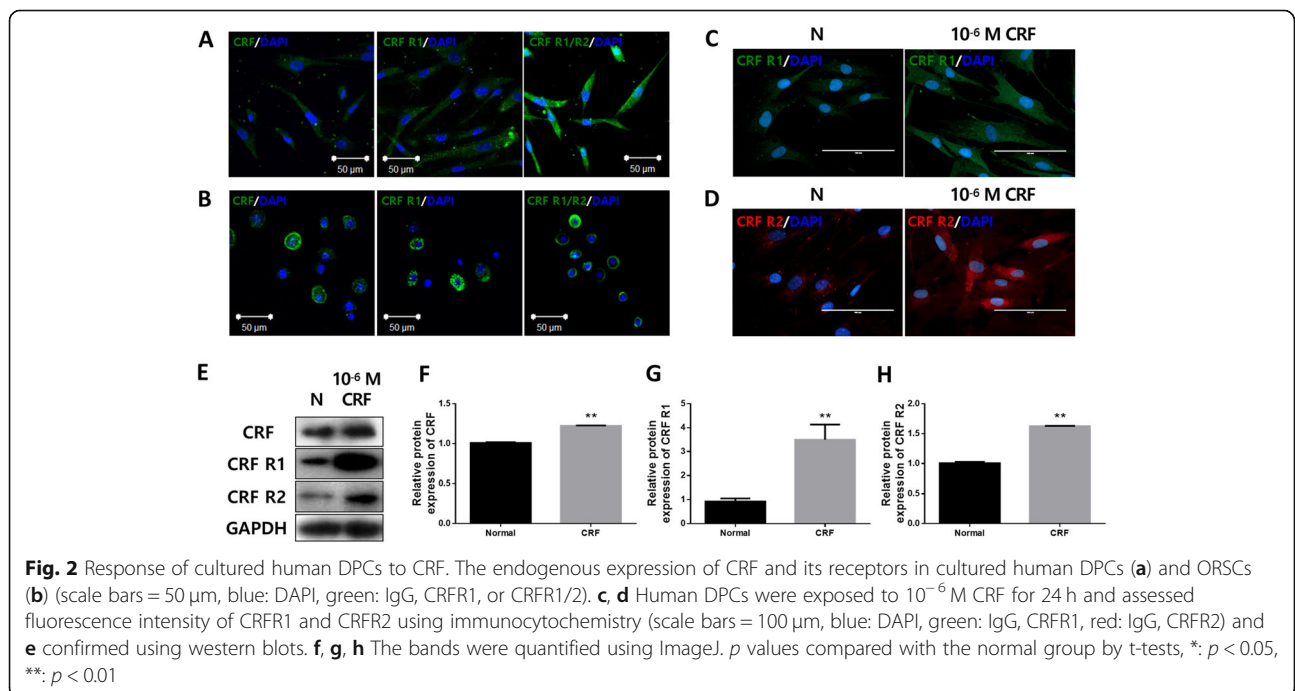 A
CRF/DAPI
CRF R1/DAPI
CRF R1/R2/DAPI
50 µm
50 µm
50 µm
B
CRF/DAPI
CRF R1/DAPI
CRF R1/R2/DAPI
50 µm
50 µm
50 µm
C
N
10⁻⁶ M CRF
CRF R1/DAPI
CRF R1/DAPI
D
N
10⁻⁶ M CRF
CRF R2/DAPI
CRF R2/DAPI
E
10⁻⁶ M
N CRF
CRF
CRF R1
CRF R2
GAPDH
F
Relative protein
expression of CRF
1.5
1.0
0.5
0.0
**
Normal
CRF
G
Relative protein
expression of CRF R1
5
4
3
2
1
0
**
Normal
CRF
H
Relative protein
expression of CRF R2
2.0
1.5
1.0
0.5
0.0
**
Normal
CRF
Fig. 2 Response of cultured human DPCs to CRF. The endogenous expression of CRF and its receptors in cultured human DPCs (a) and ORSCs
(b) (scale bars = 50 µm, blue: DAPI, green: IgG, CRFR1, or CRFR1/2). c, d Human DPCs were exposed to 10⁻⁶ M CRF for 24 h and assessed
fluorescence intensity of CRFR1 and CRFR2 using immunocytochemistry (scale bars = 100 µm, blue: DAPI, green: IgG, CRFR1, red: IgG, CRFR2) and
e confirmed using western blots. f, g, h The bands were quantified using ImageJ. p values compared with the normal group by t-tests, *: p < 0.05,
**: p < 0.01